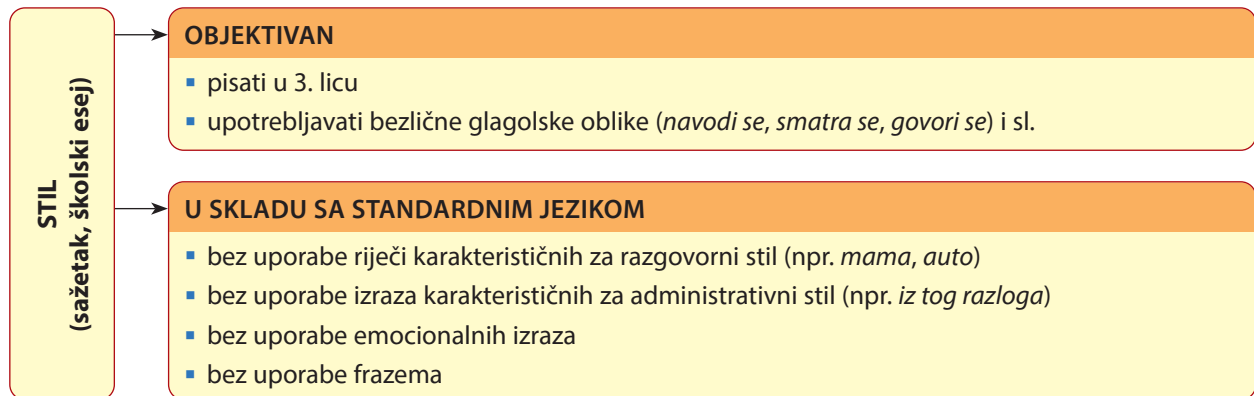 STIL
(sažetak, školski esej)
OBJEKTIVAN
▪ pisati u 3. licu
▪ upotrebljavati bezlične glagolske oblike (navodi se, smatra se, govori se) i sl.
U SKLADU SA STANDARDNIM JEZIKOM
▪ bez uporabe riječi karakterističnih za razgovorni stil (npr. mama, auto)
▪ bez uporabe izraza karakterističnih za administrativni stil (npr. iz tog razloga)
▪ bez uporabe emocionalnih izraza
▪ bez uporabe frazema